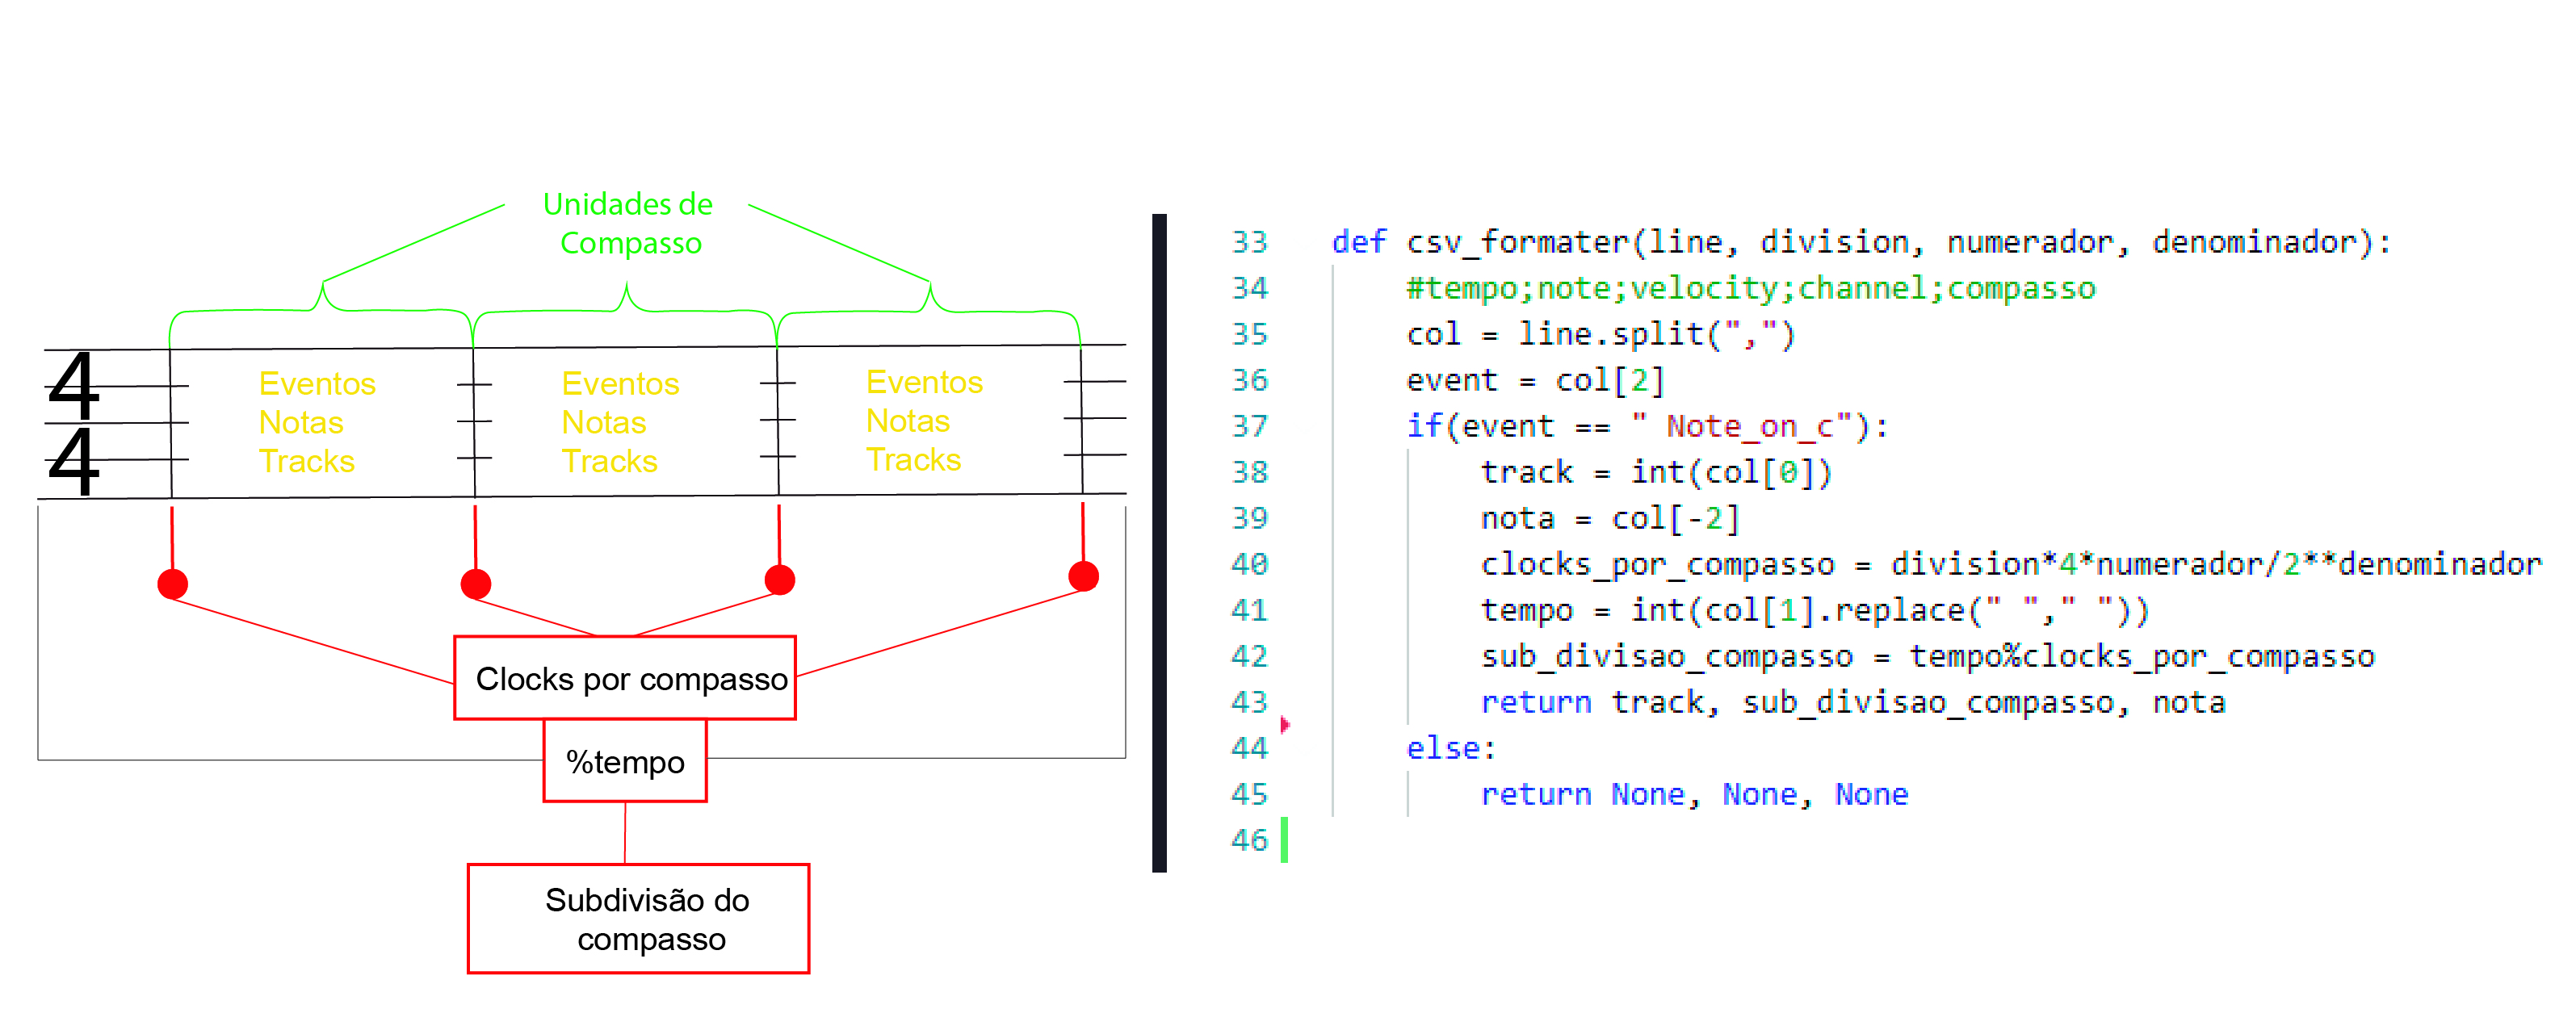 Unidades de
Compasso
4
4
Eventos
Notas
Tracks
Eventos
Notas
Tracks
Eventos
Notas
Tracks
Clocks por compasso
%tempo
Subdivisão do
compasso
33 def csv_formater(line, division, numerador, denominador):
34 #tempo;note;velocity;channel;compasso
35 col = line.split(",")
36 event = col[2]
37 if(event == " Note_on_c"):
38 track = int(col[0])
39 nota = col[-2]
40 clocks_por_compasso = division*4*numerador/2**denominador
41 tempo = int(col[1].replace(" "," "))
42 sub_divisao_compasso = tempo%clocks_por_compasso
43 return track, sub_divisao_compasso, nota
44 else:
45 return None, None, None
46